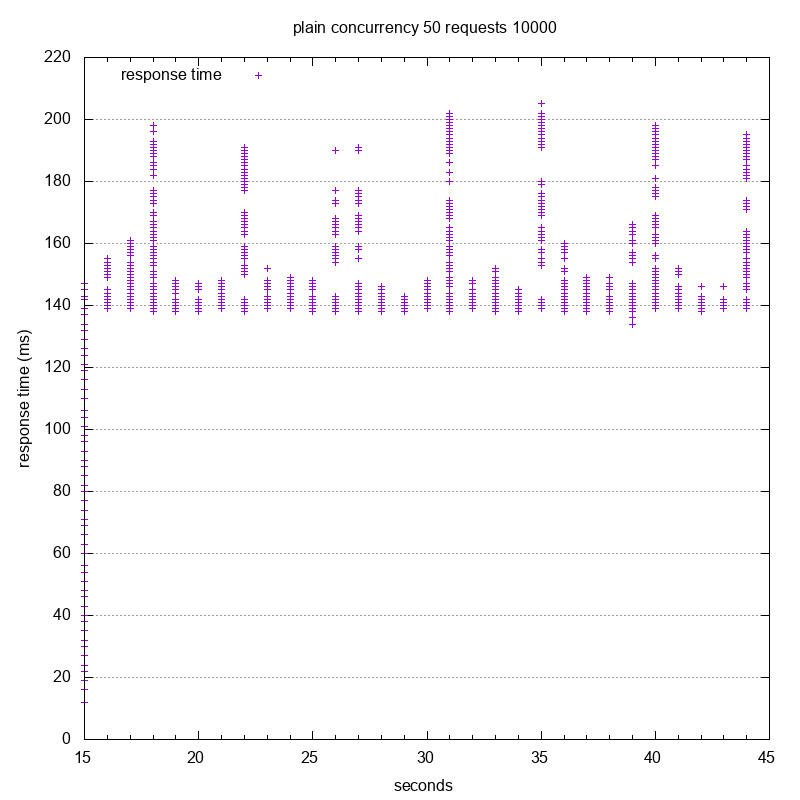 plain concurrency 50 requests 10000
response time
220
200
180
160
140
120
100
80
60
40
20
0
response time (ms)
15 20 25 30 35 40 45
seconds